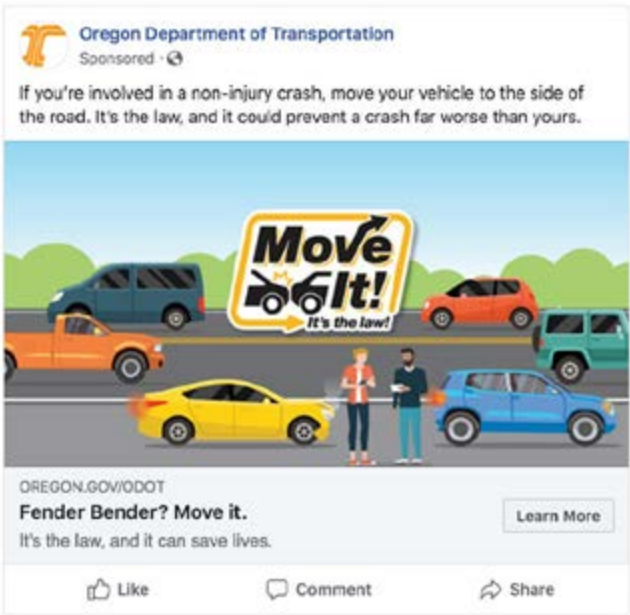 Oregon Department of Transportation
Sponsored ·
If you're involved in a non-injury crash, move your vehicle to the side of
the road. It's the law, and it could prevent a crash far worse than yours.
Move
It!
It's the law!
OREGON.GOV/ODOT
Fender Bender? Move it.
Learn More
It's the law, and it can save lives.
Like Comment Share